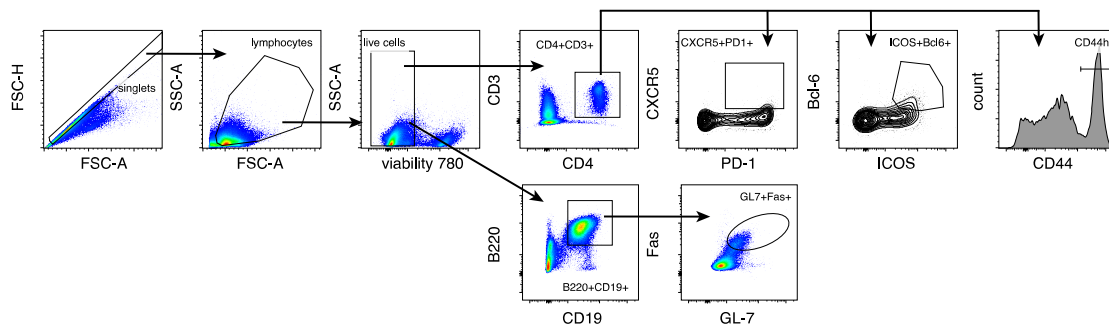 FSC-H
singlets
FSC-A
SSC-A
lymphocytes
FSC-A
SSC-A
live cells
viability 780
CD3
CD4+CD3+
CD4
CXCR5
CXCR5+PD1+
PD-1
Bcl-6
ICOS+Bcl6+
ICOS
count
CD44h
CD44
B220
B220+CD19+
CD19
Fas
GL7+Fas+
GL-7